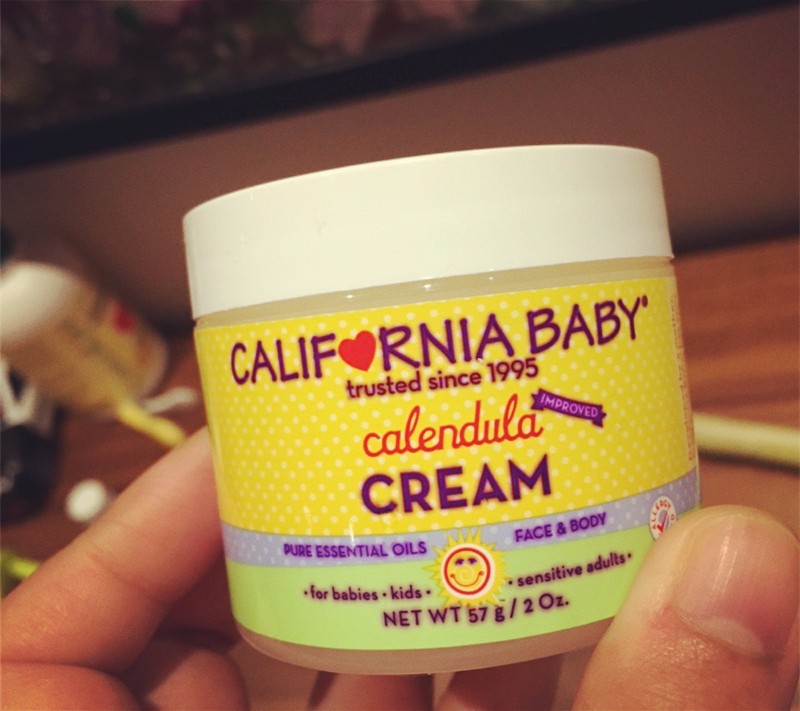 CALIFORNIA BABY®
trusted since 1995
calendula
IMPROVED
CREAM
PURE ESSENTIAL OILS
FACE & BODY
ALLERGY
• for babies • kids •
• sensitive adults •
NET WT 57 g / 2 Oz.